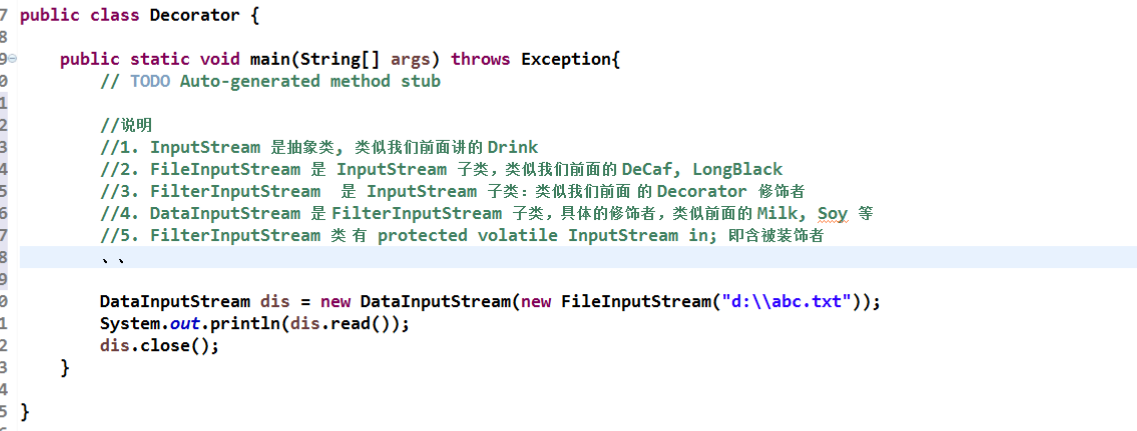 7 public class Decorator {
8
9 public static void main(String[] args) throws Exception{
0 // TODO Auto-generated method stub
1
2 //说明
3 //1. InputStream 是抽象类, 类似我们前面讲的 Drink
4 //2. FileInputStream 是 InputStream 子类，类似我们前面的 DeCaf, LongBlack
5 //3. FilterInputStream 是 InputStream 子类：类似我们前面 的 Decorator 修饰者
6 //4. DataInputStream 是 FilterInputStream 子类，具体的修饰者，类似前面的 Milk, Soy 等
7 //5. FilterInputStream 类 有 protected volatile InputStream in; 即含被装饰者
8 、、
9
0 DataInputStream dis = new DataInputStream(new FileInputStream("d:\\abc.txt"));
1 System.out.println(dis.read());
2 dis.close();
3 }
4
5 }